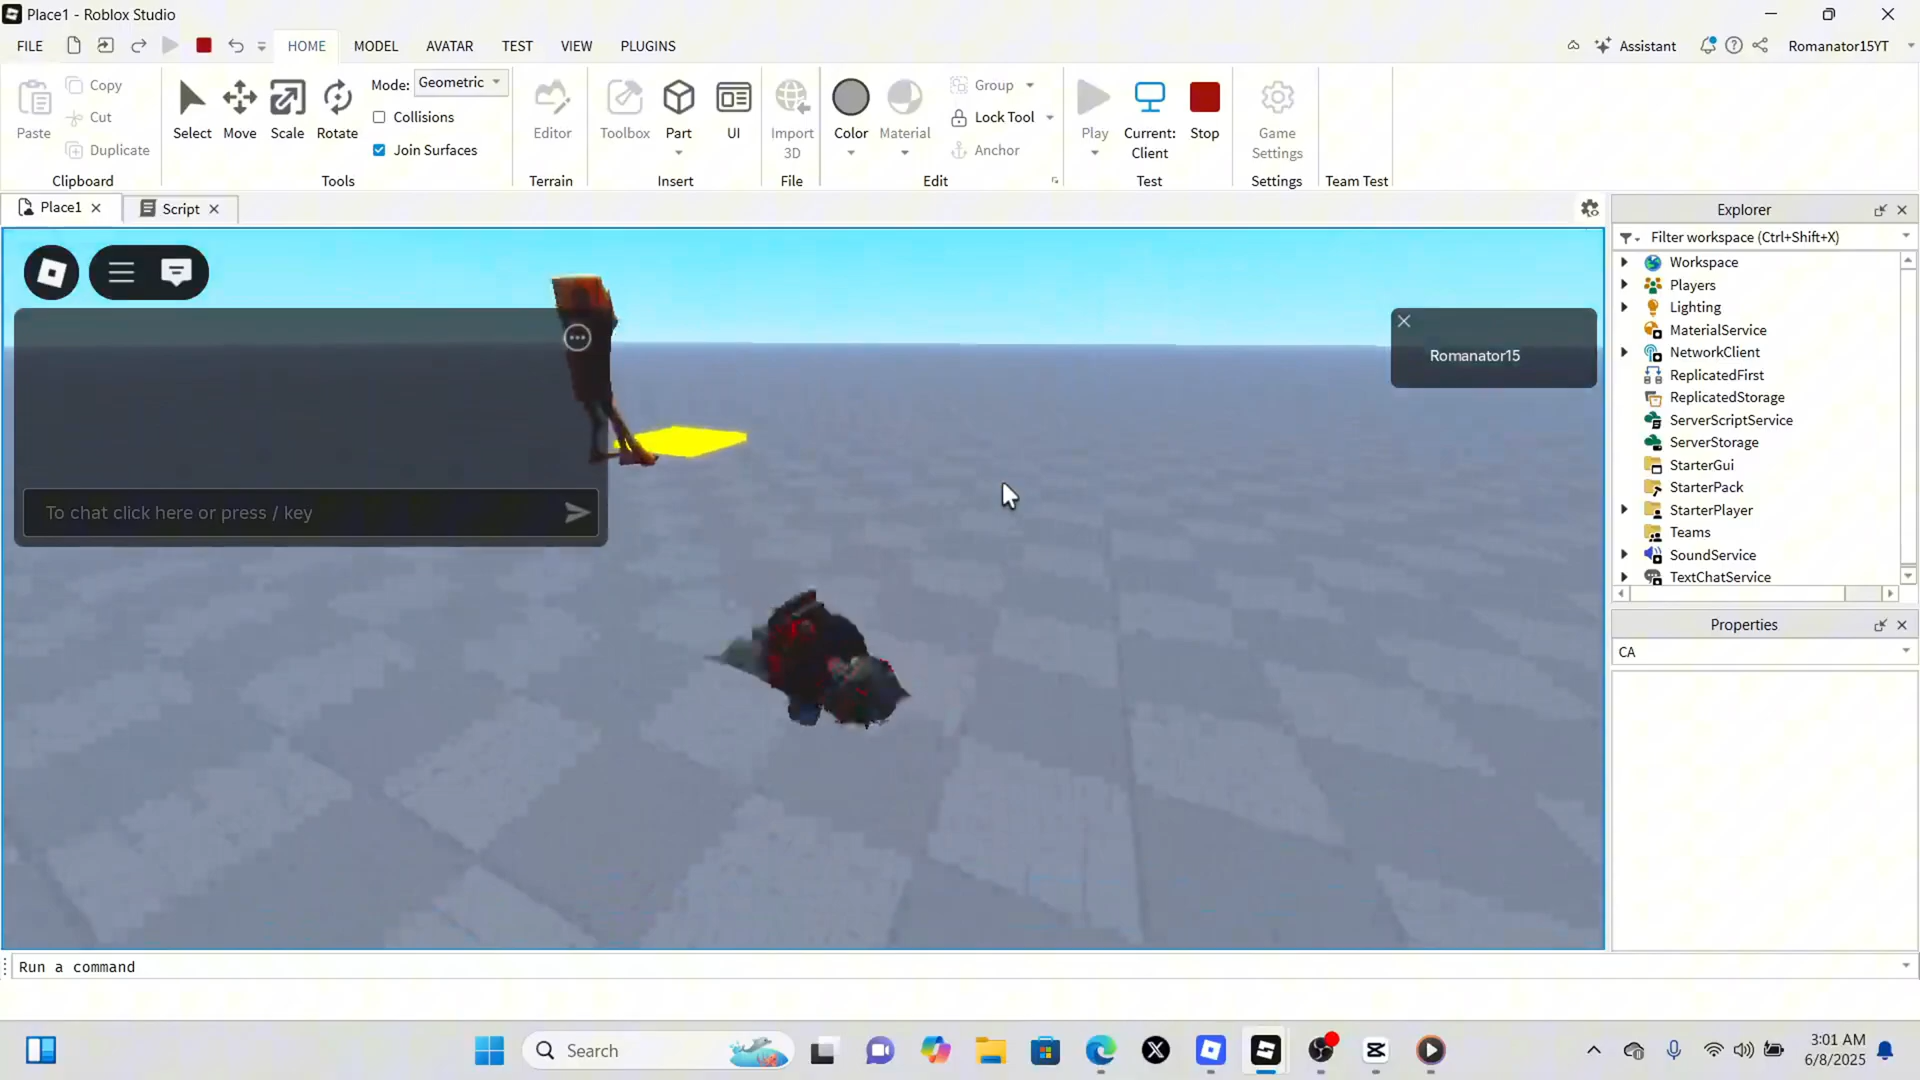 Place1 - Roblox Studio
FILE HOME MODEL AVATAR TEST VIEW PLUGINS Assistant Romanator15YT
Paste Copy Cut Duplicate Clipboard
Select Move Scale Rotate Mode: Geometric Collisions Join Surfaces Tools
Editor Terrain
Toolbox Part UI Insert
Import 3D File
Color Material Group Lock Tool Anchor Edit
Play Current: Client Stop Test
Game Settings Settings
Team Test
Place1 Script
Romanator15
To chat click here or press / key
Explorer
Filter workspace (Ctrl+Shift+X)
Workspace
Players
Lighting
MaterialService
NetworkClient
ReplicatedFirst
ReplicatedStorage
ServerScriptService
ServerStorage
StarterGui
StarterPack
StarterPlayer
Teams
SoundService
TextChatService
Properties
CA
Run a command
Search
3:01 AM
6/8/2025